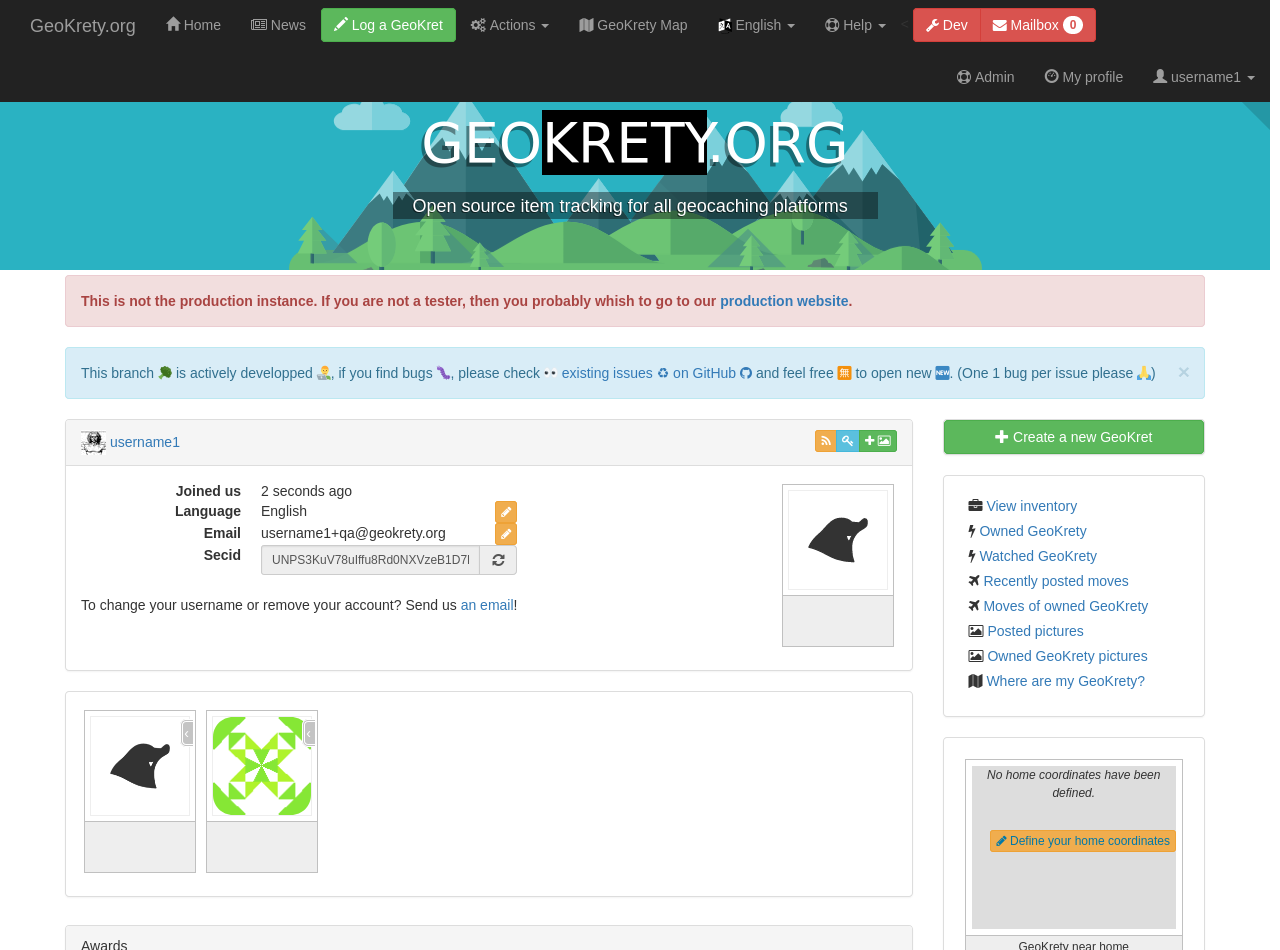 GeoKrety.org Home News Log a GeoKret Actions GeoKrety Map English Help < Dev Mailbox 0
Admin My profile username1
GEOKRETY.ORG
Open source item tracking for all geocaching platforms
This is not the production instance. If you are not a tester, then you probably whish to go to our production website.
This branch 🥦 is actively developped 👨‍🔬, if you find bugs 🐛, please check 👀 existing issues ♻ on GitHub and feel free 🈚 to open new 🆕. (One 1 bug per issue please 🙏) ×
username1
Joined us 2 seconds ago
Language English
Email username1+qa@geokrety.org
Secid UNPS3KuV78uIffu8Rd0NXVzeB1D7l
To change your username or remove your account? Send us an email!
Awards
Create a new GeoKret
View inventory
Owned GeoKrety
Watched GeoKrety
Recently posted moves
Moves of owned GeoKrety
Posted pictures
Owned GeoKrety pictures
Where are my GeoKrety?
No home coordinates have been
defined.
Define your home coordinates
GeoKrety near home